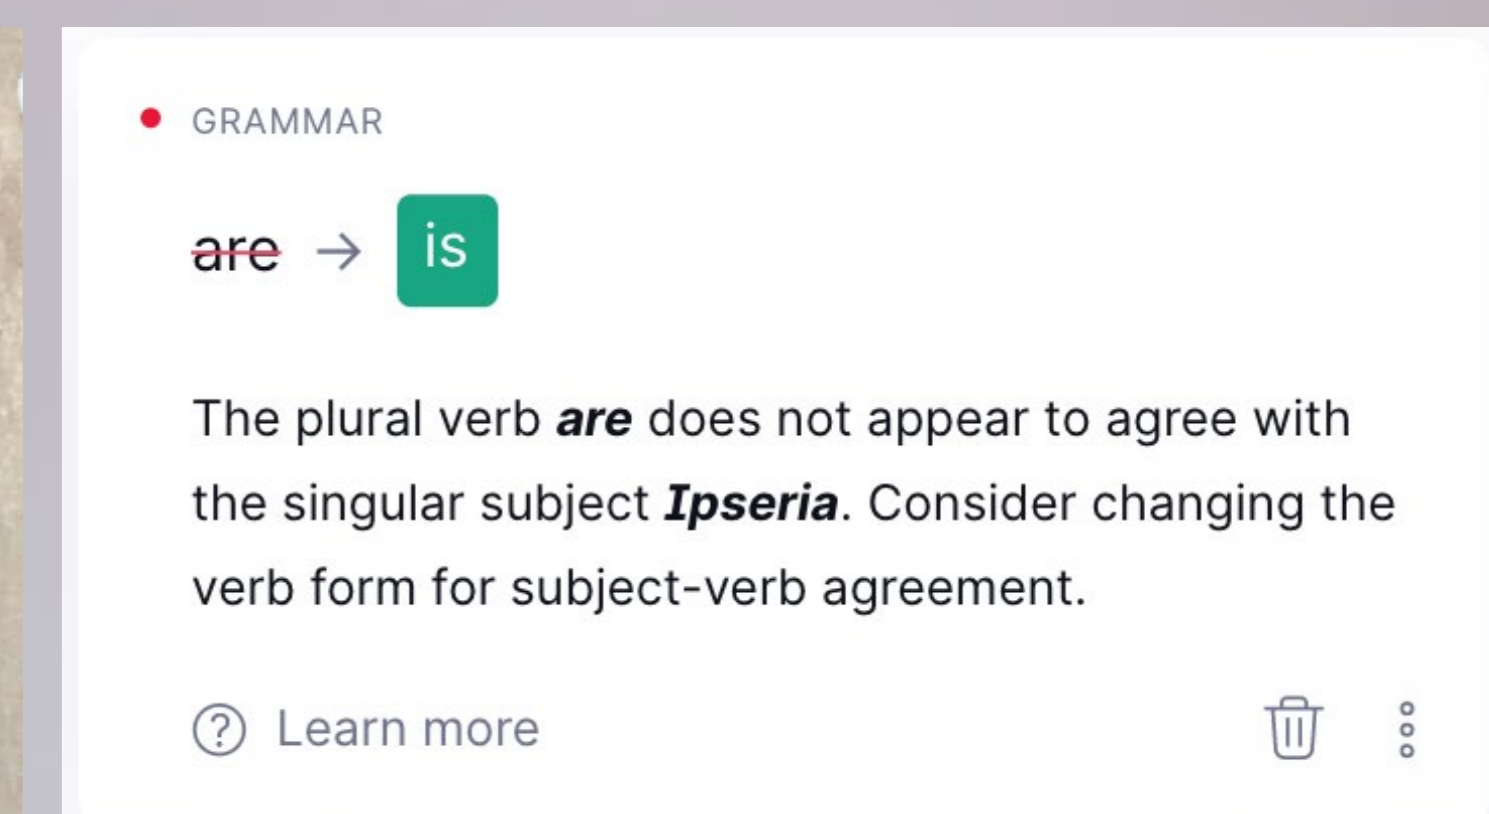 GRAMMAR
are → is
The plural verb are does not appear to agree with
the singular subject Ipseria. Consider changing the
verb form for subject-verb agreement.
Learn more